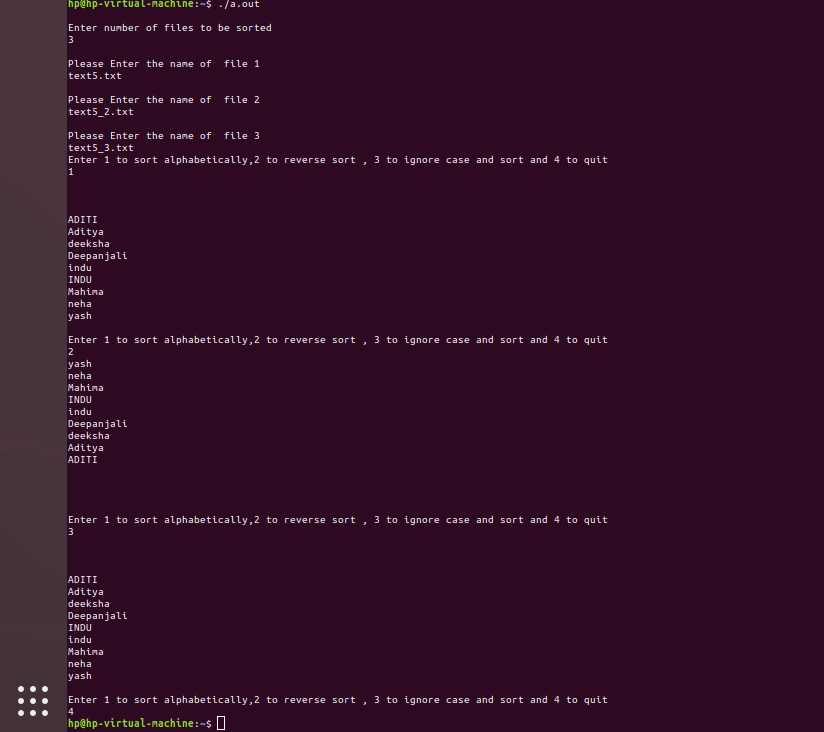 hp@hp-virtual-machine:~$ ./a.out
Enter number of files to be sorted
3
Please Enter the name of  file 1
text5.txt
Please Enter the name of  file 2
text5_2.txt
Please Enter the name of  file 3
text5_3.txt
Enter 1 to sort alphabetically,2 to reverse sort , 3 to ignore case and sort and 4 to quit
1
ADITI
Aditya
deeksha
Deepanjali
indu
INDU
Mahima
neha
yash
Enter 1 to sort alphabetically,2 to reverse sort , 3 to ignore case and sort and 4 to quit
2
yash
neha
Mahima
INDU
indu
Deepanjali
deeksha
Aditya
ADITI
Enter 1 to sort alphabetically,2 to reverse sort , 3 to ignore case and sort and 4 to quit
3
ADITI
Aditya
deeksha
Deepanjali
INDU
indu
Mahima
neha
yash
Enter 1 to sort alphabetically,2 to reverse sort , 3 to ignore case and sort and 4 to quit
4
hp@hp-virtual-machine:~$